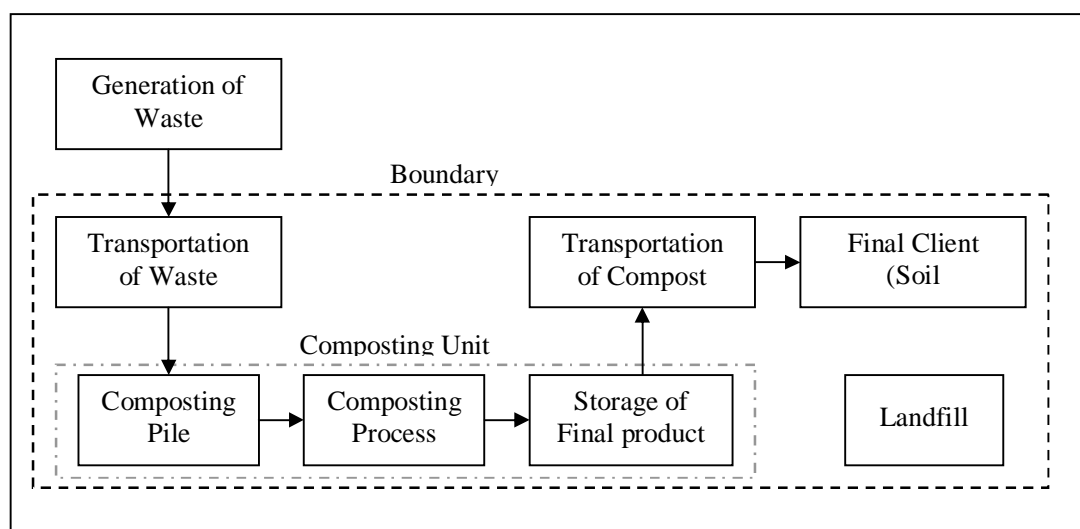 Generation of
Waste
Boundary
Transportation
of Waste
Transportation
of Compost
Final Client
(Soil
Composting Unit
Composting
Pile
Composting
Process
Storage of
Final product
Landfill